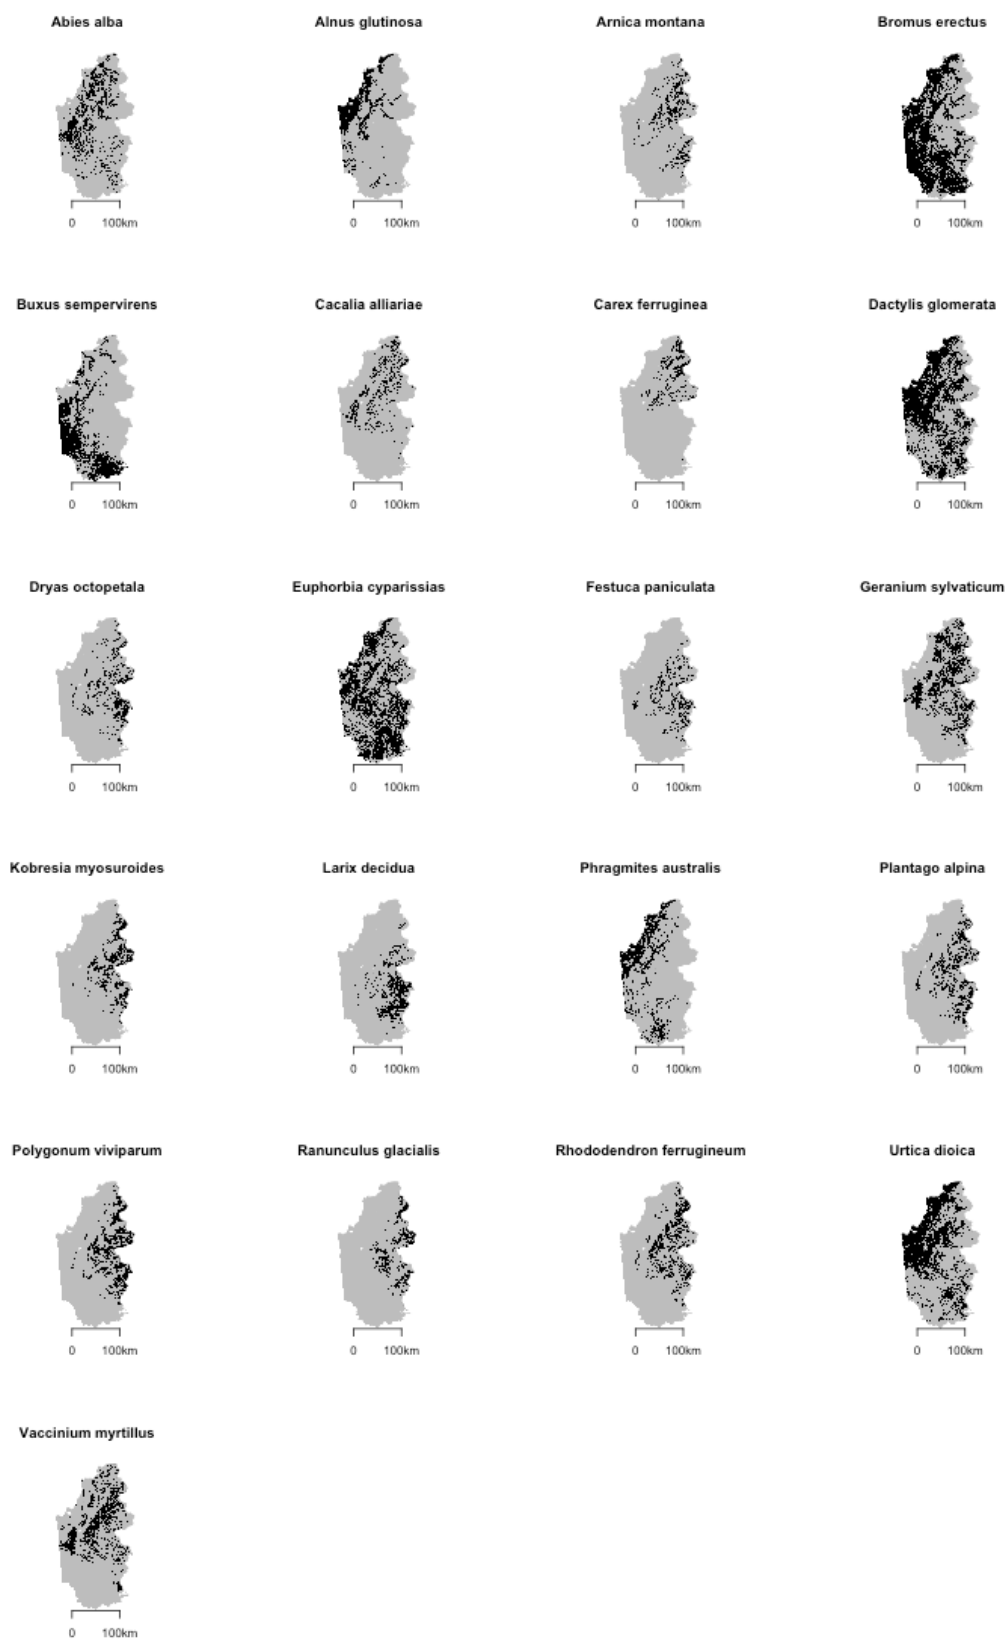 Abies alba
Alnus glutinosa
Arnica montana
Bromus erectus
0 100km
0 100km
0 100km
0 100km
Buxus sempervirens
Cacalia alliariae
Carex ferruginea
Dactylis glomerata
0 100km
0 100km
0 100km
0 100km
Dryas octopetala
Euphorbia cyparissias
Festuca paniculata
Geranium sylvaticum
0 100km
0 100km
0 100km
0 100km
Kobresia myosuroides
Larix decidua
Phragmites australis
Plantago alpina
0 100km
0 100km
0 100km
0 100km
Polygonum viviparum
Ranunculus glacialis
Rhododendron ferrugineum
Urtica dioica
0 100km
0 100km
0 100km
0 100km
Vaccinium myrtillus
0 100km